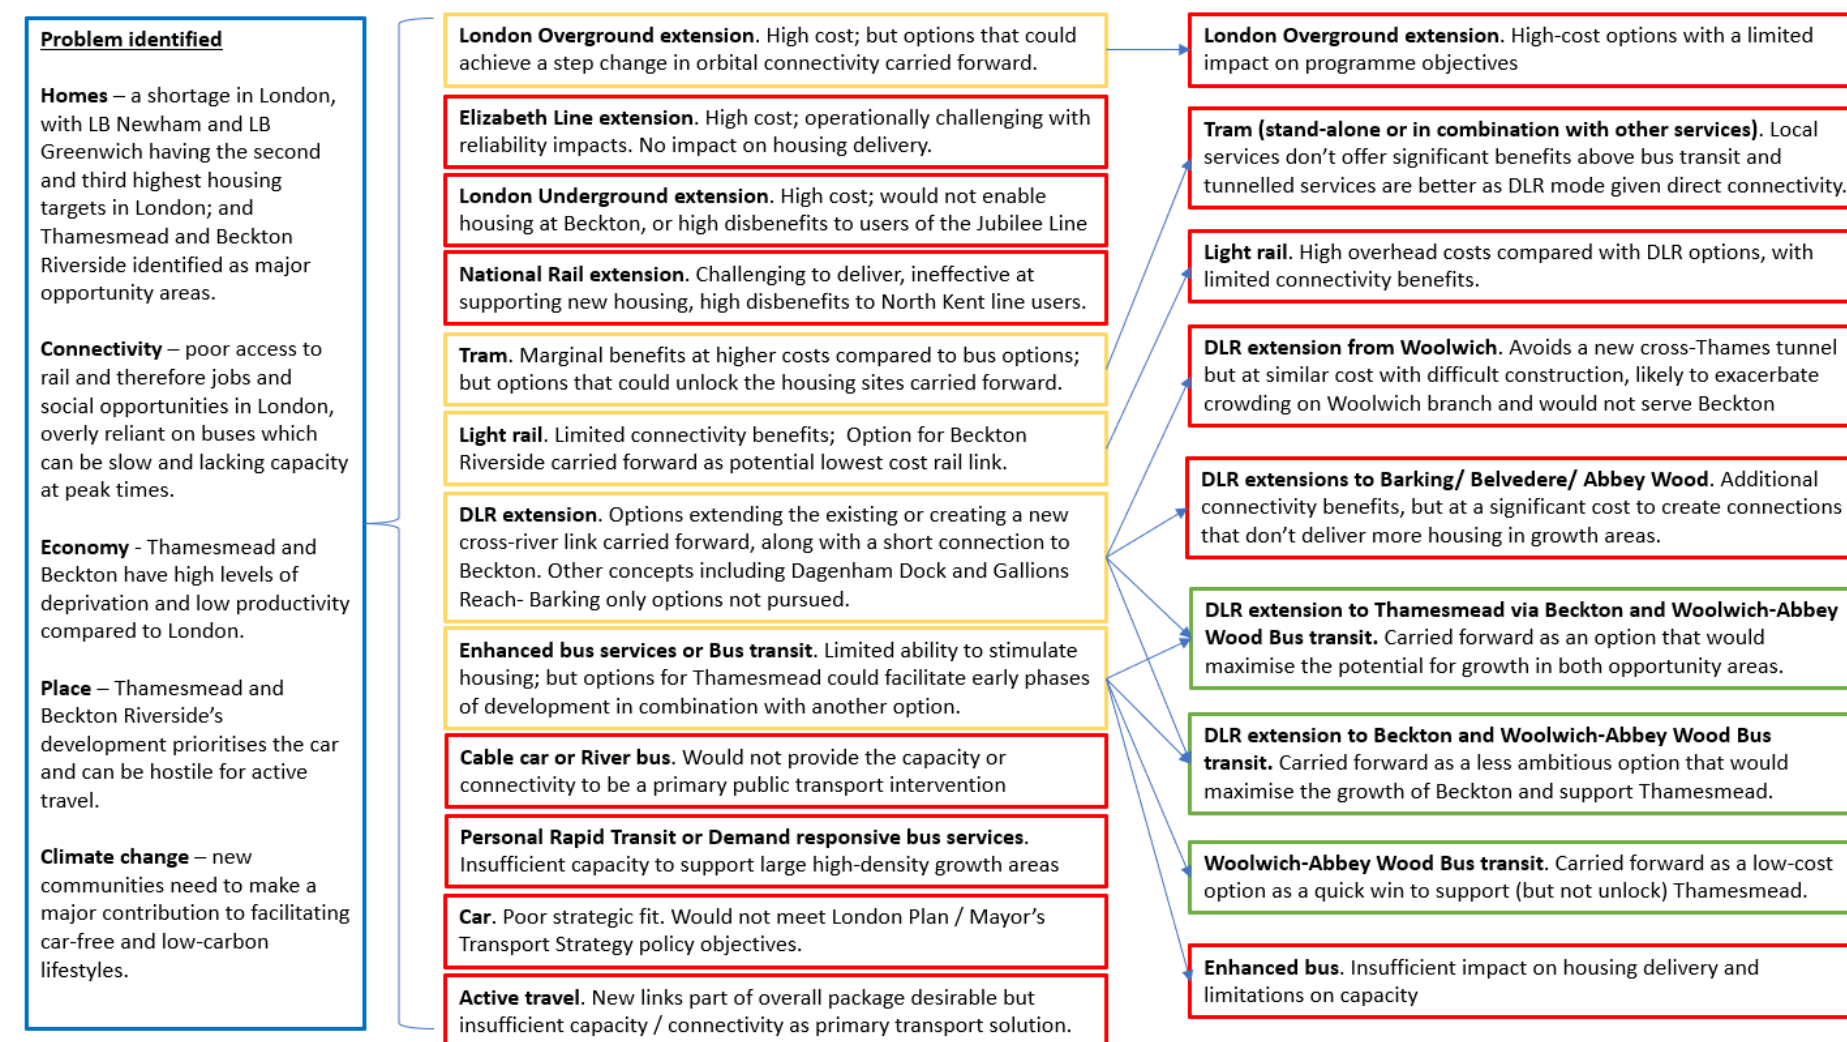 Problem identified
Homes – a shortage in London,
with LB Newham and LB
Greenwich having the second
and third highest housing
targets in London; and
Thamesmead and Beckton
Riverside identified as major
opportunity areas.
Connectivity – poor access to
rail and therefore jobs and
social opportunities in London,
overly reliant on buses which
can be slow and lacking capacity
at peak times.
Economy - Thamesmead and
Beckton have high levels of
deprivation and low productivity
compared to London.
Place – Thamesmead and
Beckton Riverside’s
development prioritises the car
and can be hostile for active
travel.
Climate change – new
communities need to make a
major contribution to facilitating
car-free and low-carbon
lifestyles.
London Overground extension. High cost; but options that could
achieve a step change in orbital connectivity carried forward.
Elizabeth Line extension. High cost; operationally challenging with
reliability impacts. No impact on housing delivery.
London Underground extension. High cost; would not enable
housing at Beckton, or high disbenefits to users of the Jubilee Line
National Rail extension. Challenging to deliver, ineffective at
supporting new housing, high disbenefits to North Kent line users.
Tram. Marginal benefits at higher costs compared to bus options;
but options that could unlock the housing sites carried forward.
Light rail. Limited connectivity benefits; Option for Beckton
Riverside carried forward as potential lowest cost rail link.
DLR extension. Options extending the existing or creating a new
cross-river link carried forward, along with a short connection to
Beckton. Other concepts including Dagenham Dock and Gallions
Reach- Barking only options not pursued.
Enhanced bus services or Bus transit. Limited ability to stimulate
housing; but options for Thamesmead could facilitate early phases
of development in combination with another option.
Cable car or River bus. Would not provide the capacity or
connectivity to be a primary public transport intervention
Personal Rapid Transit or Demand responsive bus services.
Insufficient capacity to support large high-density growth areas
Car. Poor strategic fit. Would not meet London Plan / Mayor’s
Transport Strategy policy objectives.
Active travel. New links part of overall package desirable but
insufficient capacity / connectivity as primary transport solution.
London Overground extension. High-cost options with a limited
impact on programme objectives
Tram (stand-alone or in combination with other services). Local
services don’t offer significant benefits above bus transit and
tunnelled services are better as DLR mode given direct connectivity.
Light rail. High overhead costs compared with DLR options, with
limited connectivity benefits.
DLR extension from Woolwich. Avoids a new cross-Thames tunnel
but at similar cost with difficult construction, likely to exacerbate
crowding on Woolwich branch and would not serve Beckton
DLR extensions to Barking/ Belvedere/ Abbey Wood. Additional
connectivity benefits, but at a significant cost to create connections
that don’t deliver more housing in growth areas.
DLR extension to Thamesmead via Beckton and Woolwich-Abbey
Wood Bus transit. Carried forward as an option that would
maximise the potential for growth in both opportunity areas.
DLR extension to Beckton and Woolwich-Abbey Wood Bus
transit. Carried forward as a less ambitious option that would
maximise the growth of Beckton and support Thamesmead.
Woolwich-Abbey Wood Bus transit. Carried forward as a low-cost
option as a quick win to support (but not unlock) Thamesmead.
Enhanced bus. Insufficient impact on housing delivery and
limitations on capacity